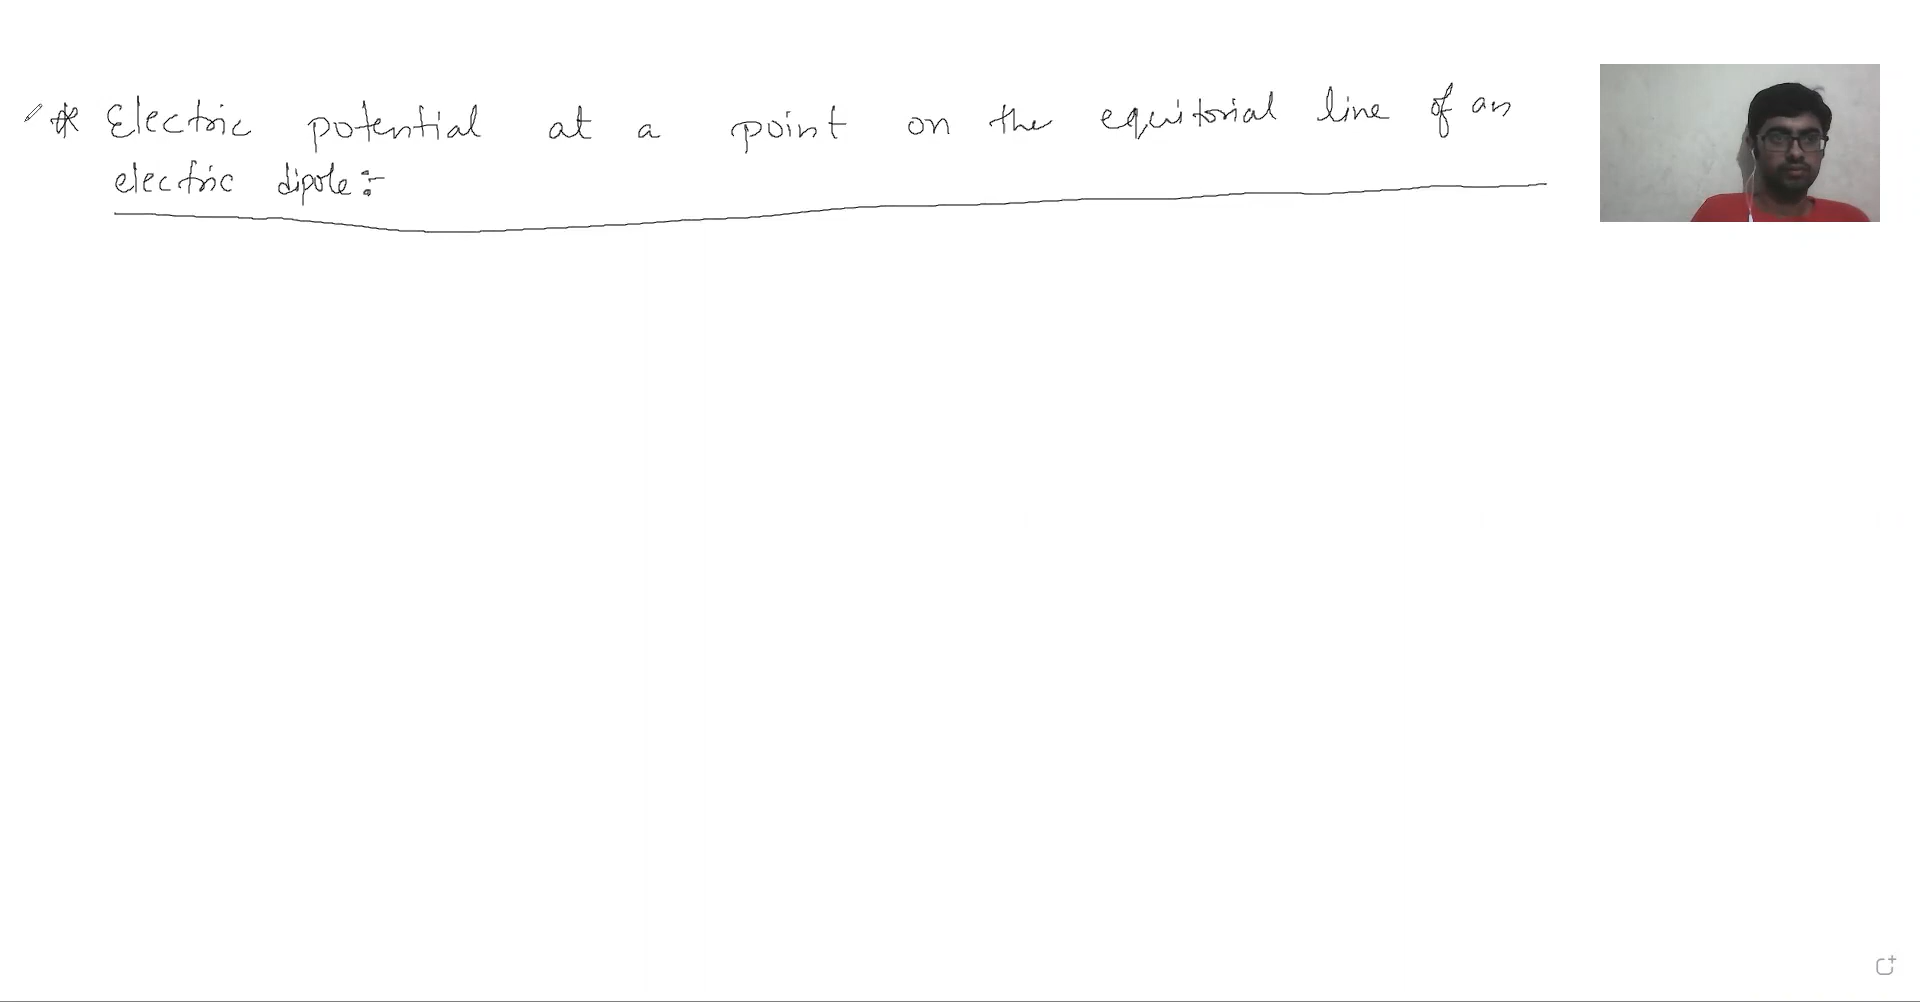 * Electric potential at a point on the equitorial line of an
electric dipole:-